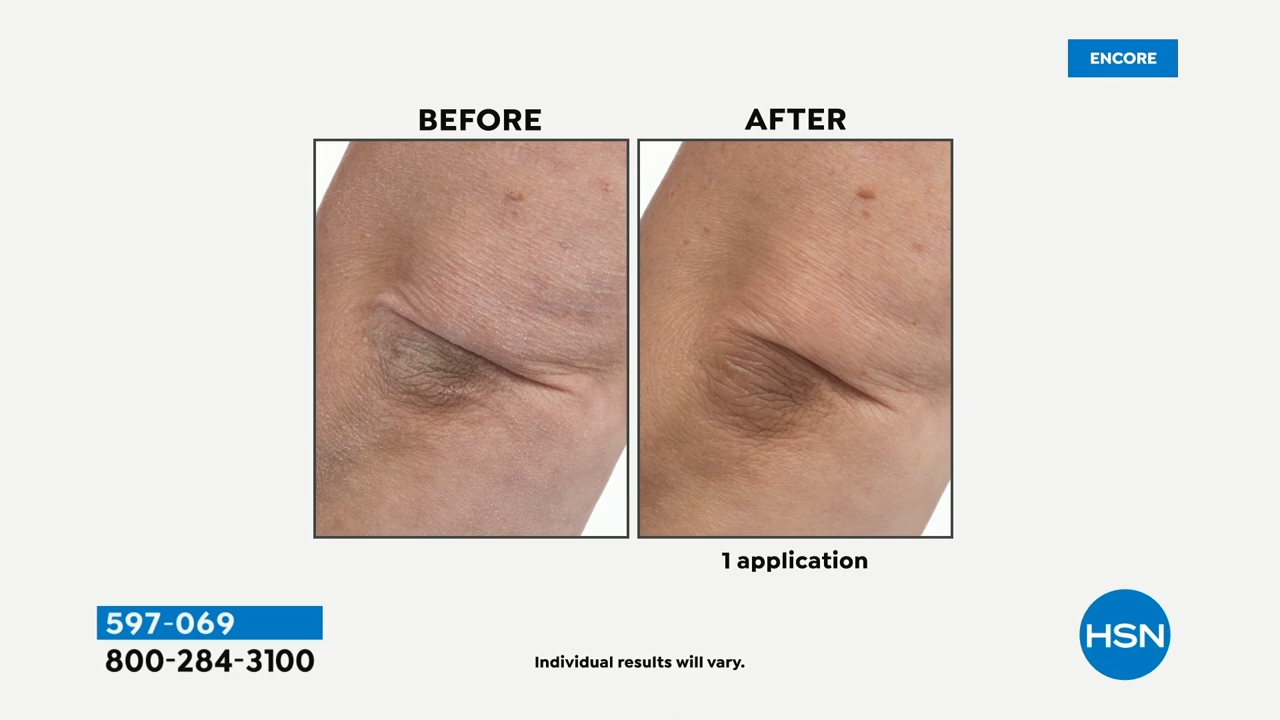 ENCORE
BEFORE
AFTER
1 application
597-069
800-284-3100
Individual results will vary.
HSN